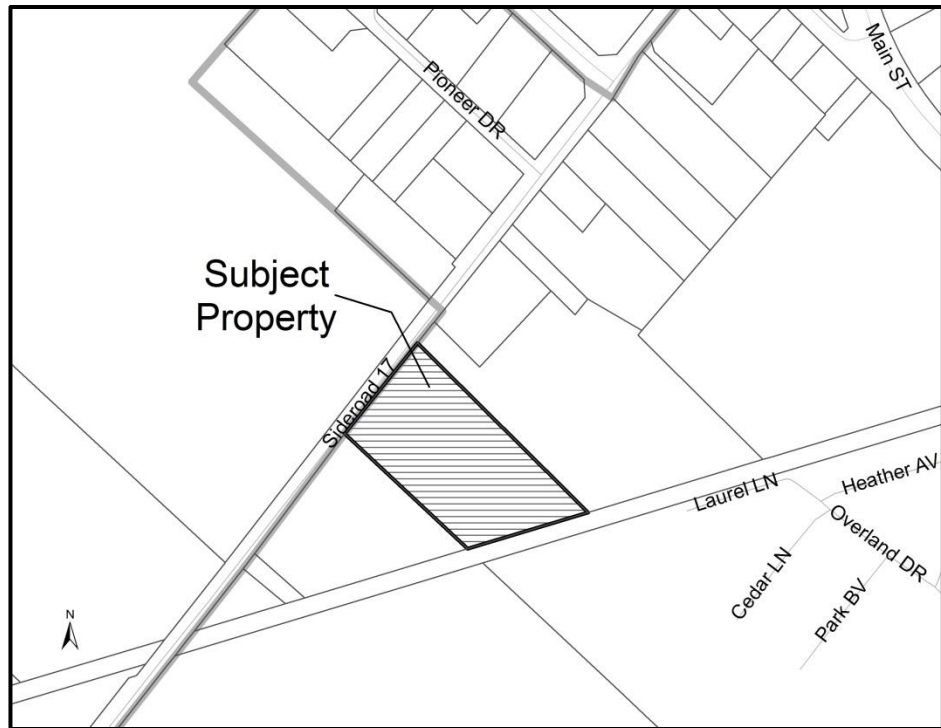 Main ST
Pioneer DR
Subject
Property
Sideroad 17
Laurel LN
Heather AV
Overland DR
Cedar LN
Park BV
N